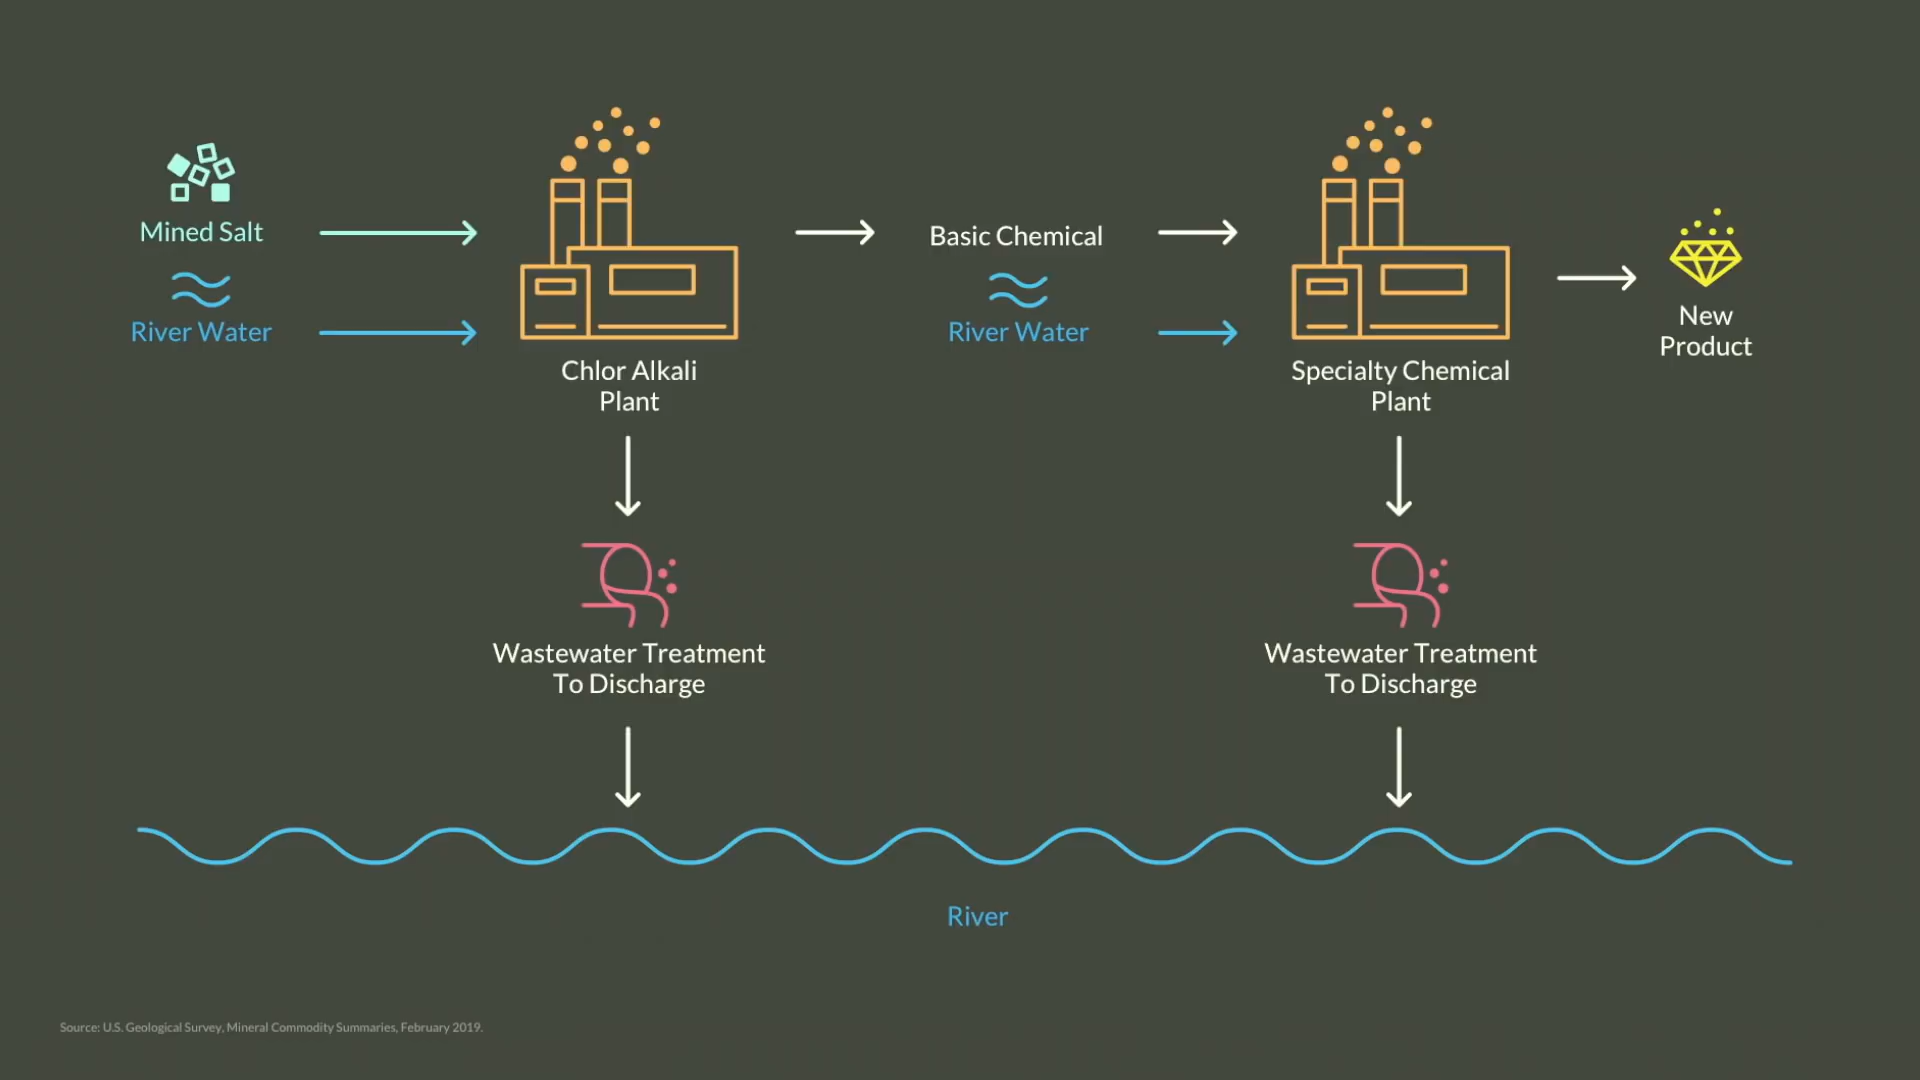 Mined Salt
River Water
Chlor Alkali
Plant
Basic Chemical
River Water
Specialty Chemical
Plant
New
Product
Wastewater Treatment
To Discharge
Wastewater Treatment
To Discharge
River
Source: U.S. Geological Survey, Mineral Commodity Summaries, February 2019.